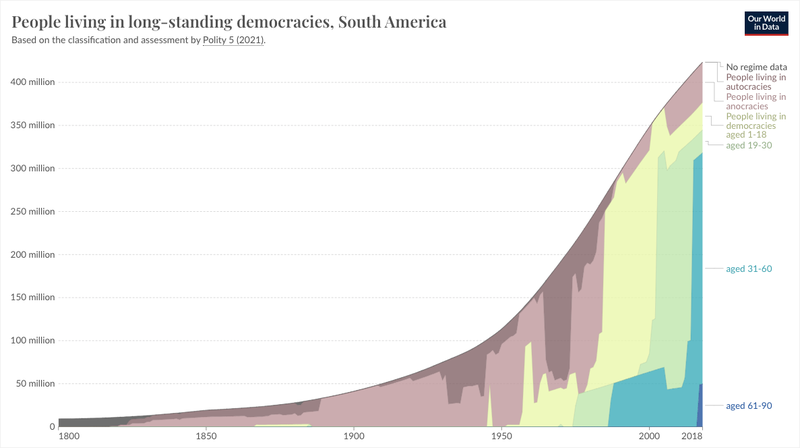 People living in long-standing democracies, South America
Based on the classification and assessment by Polity 5 (2021).
Our World
in Data
400 million
350 million
300 million
250 million
200 million
150 million
100 million
50 million
0
1800
1850
1900
1950
2000
2018
No regime data
People living in
autocracies
People living in
anocracies
People living in
democracies
aged 1-18
aged 19-30
aged 31-60
aged 61-90